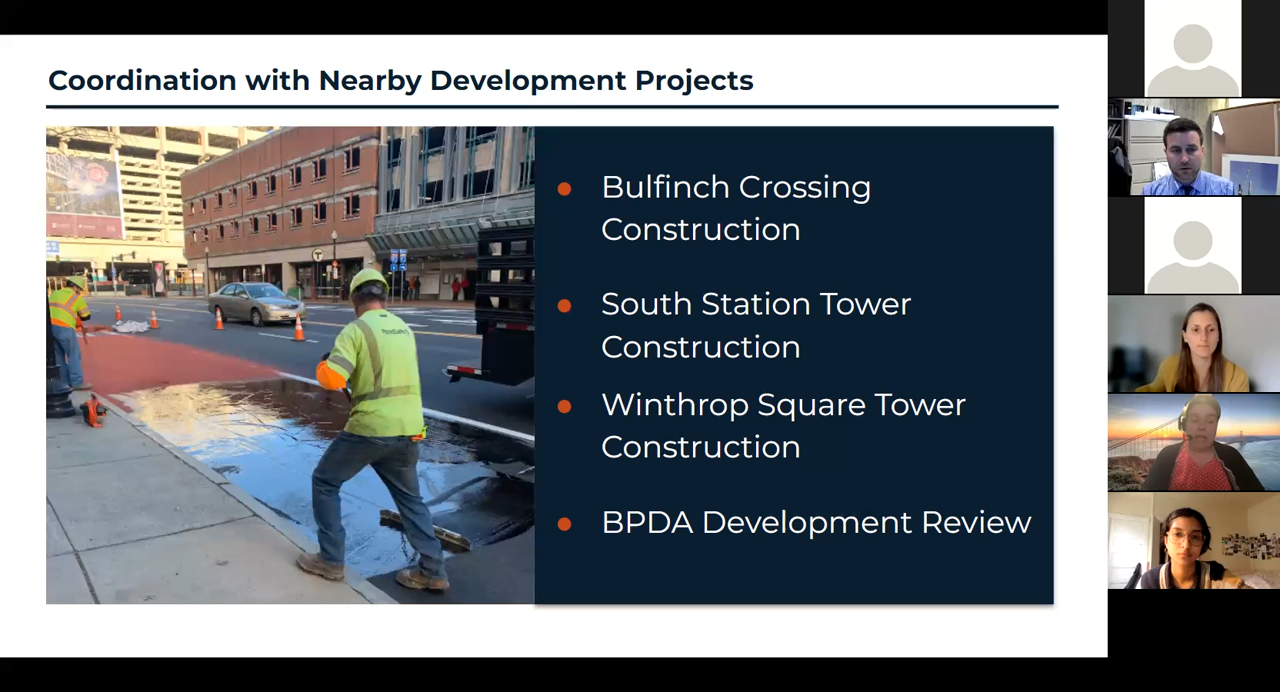 Coordination with Nearby Development Projects
Bulfinch Crossing
Construction
South Station Tower
Construction
Winthrop Square Tower
Construction
BPDA Development Review
T